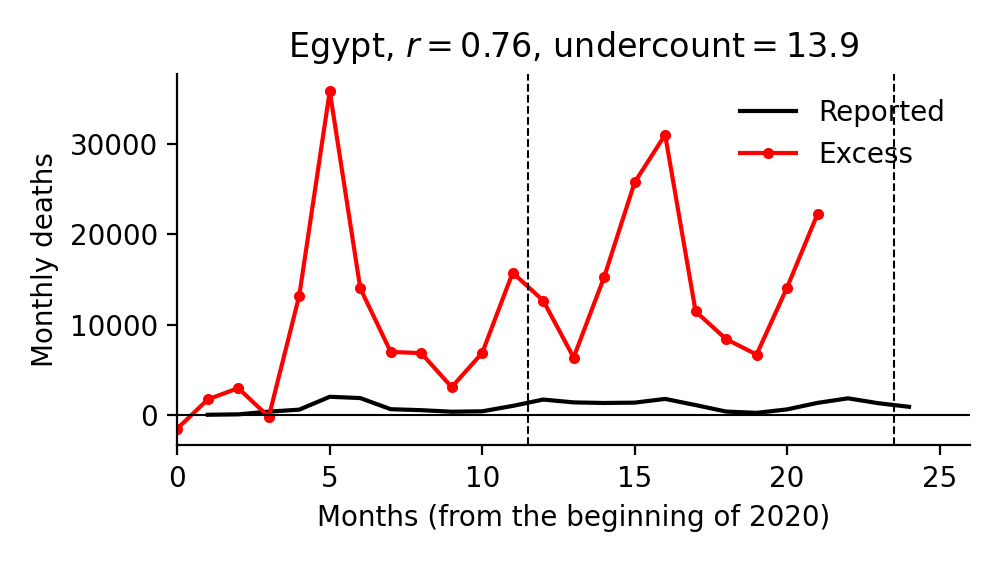 Egypt, r = 0.76, undercount = 13.9
Reported
Excess
Monthly deaths
30000
20000
10000
0
0 5 10 15 20 25
Months (from the beginning of 2020)